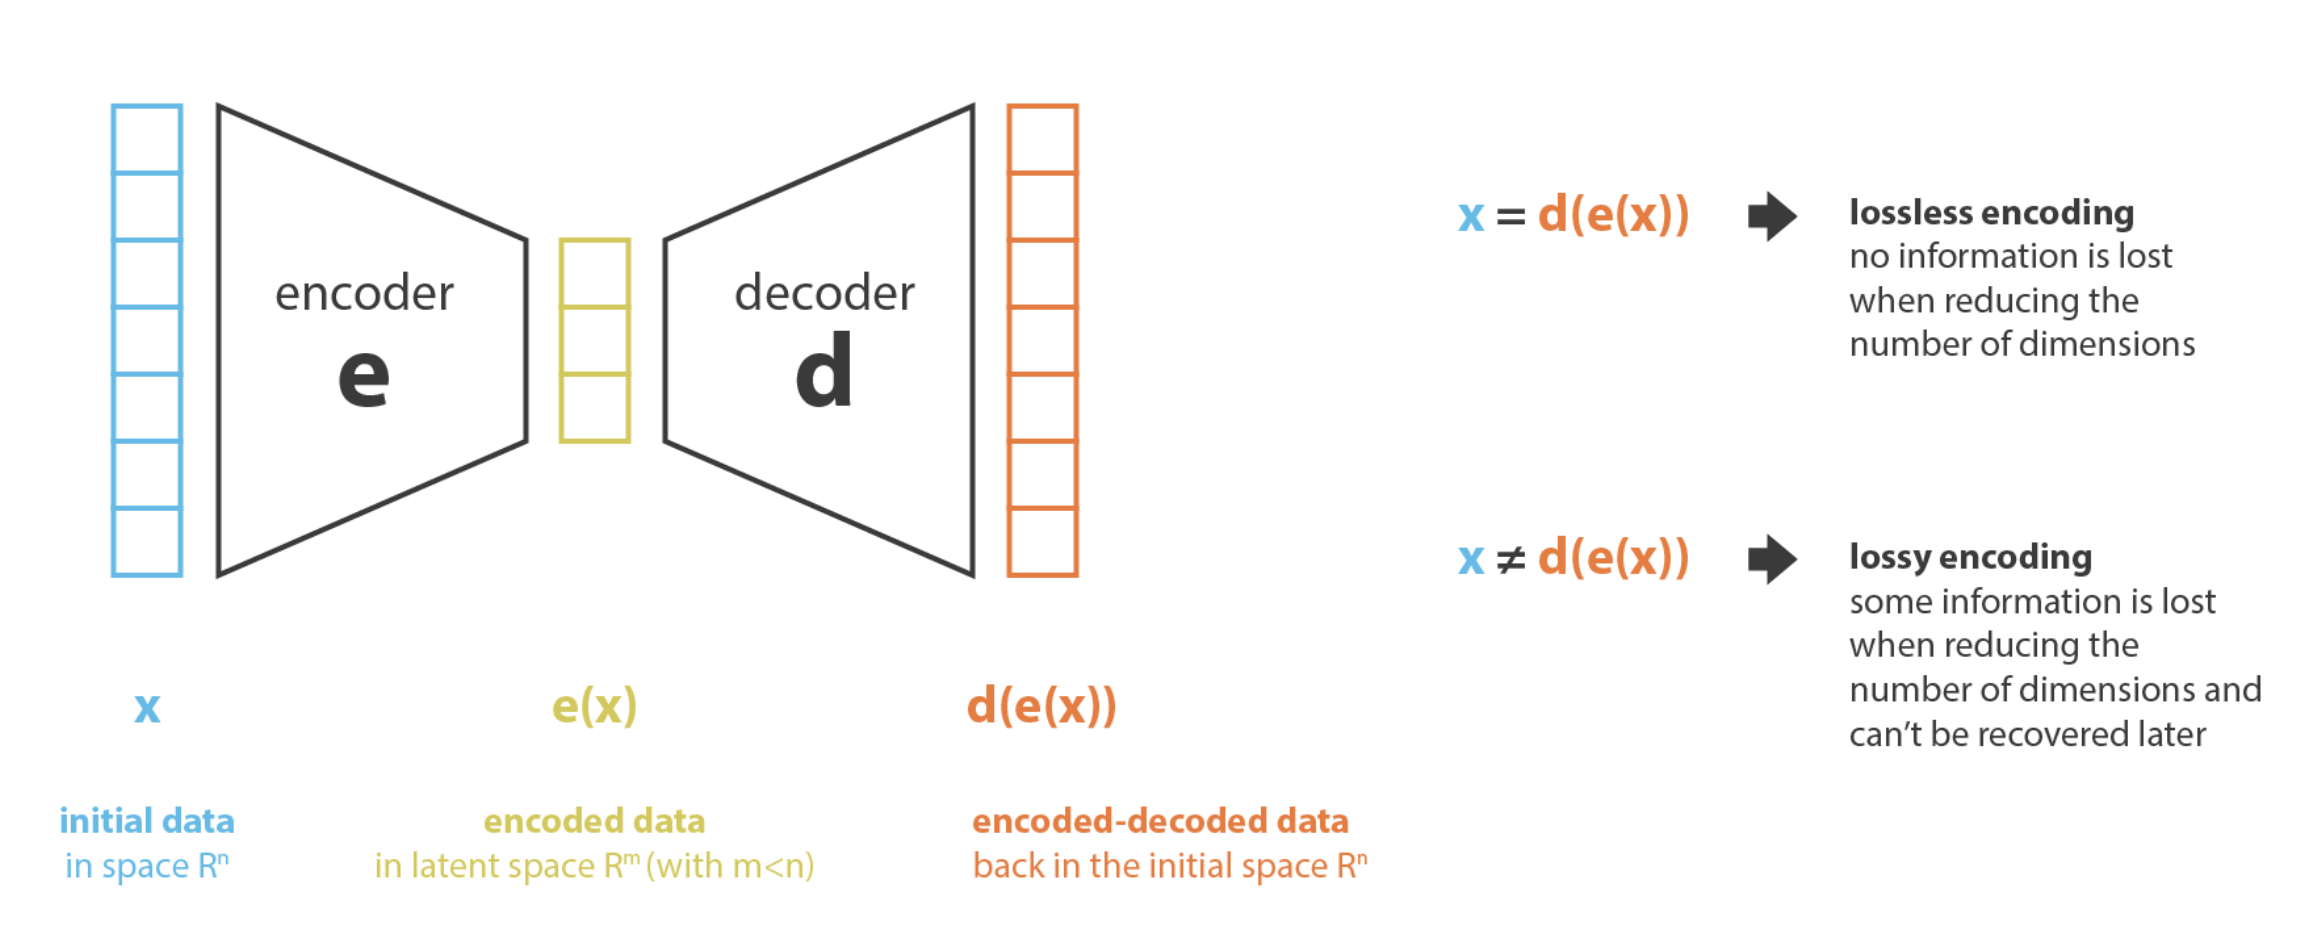 encoder
e
decoder
d
x
e(x)
d(e(x))
initial data
in space Rⁿ
encoded data
in latent space Rᵐ (with m<n)
encoded-decoded data
back in the initial space Rⁿ
x = d(e(x))
lossless encoding
no information is lost
when reducing the
number of dimensions
x ≠ d(e(x))
lossy encoding
some information is lost
when reducing the
number of dimensions and
can’t be recovered later